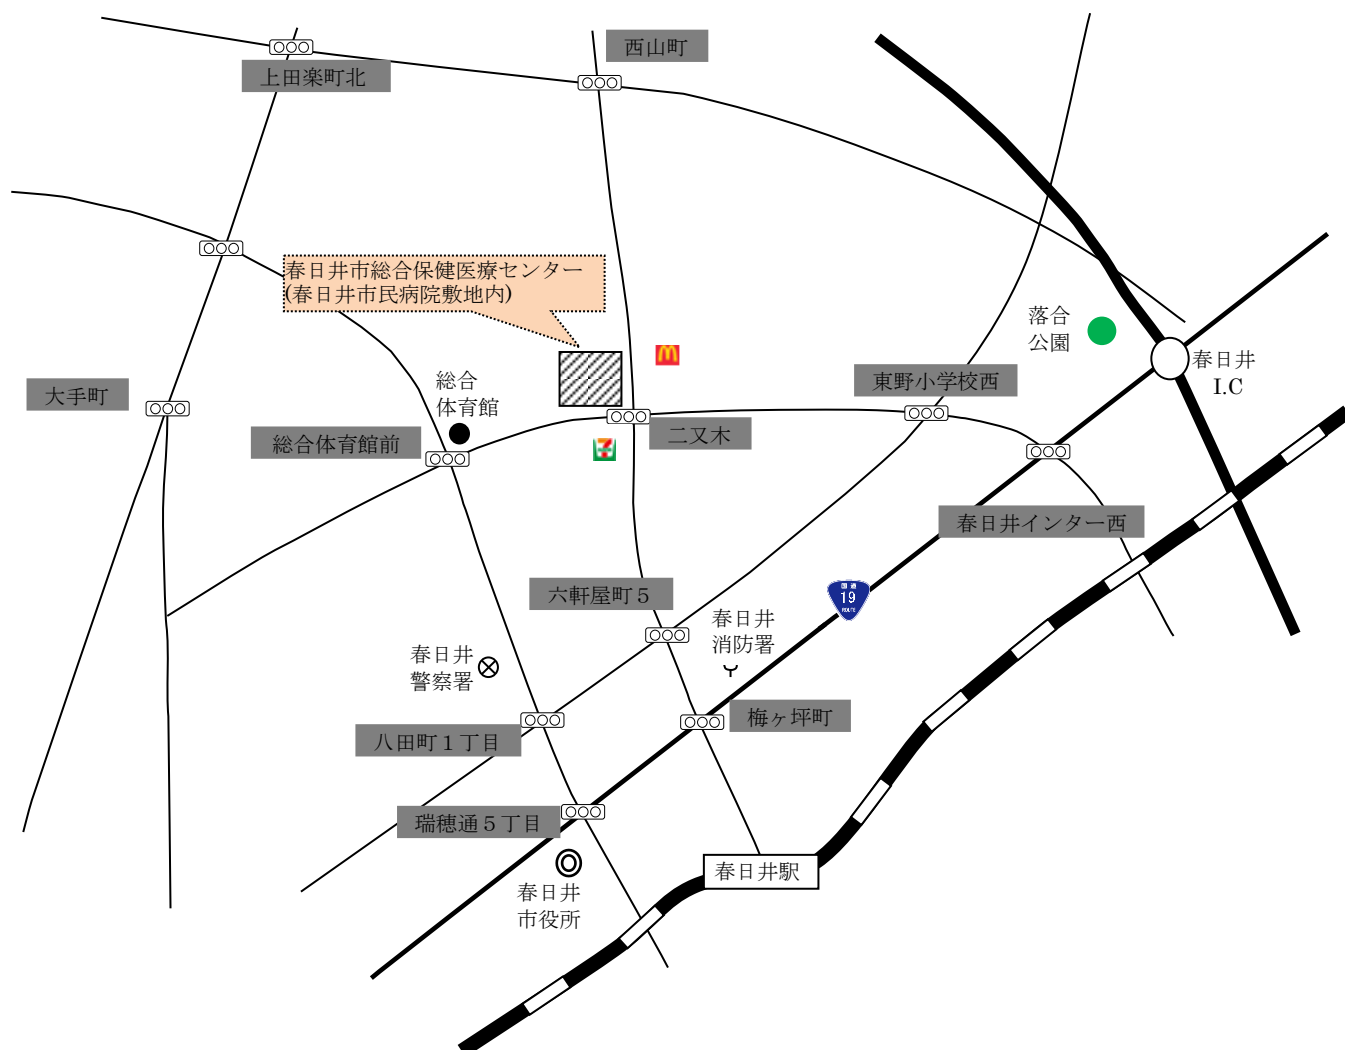 西山町
上田楽町北
春日井市総合保健医療センター
(春日井市民病院敷地内)
落合
公園
春日井
I.C
東野小学校西
総合
体育館
大手町
二又木
総合体育館前
7
春日井インター西
国道
19
ROUTE
六軒屋町５
春日井
消防署
春日井
警察署
梅ヶ坪町
八田町１丁目
瑞穂通５丁目
春日井駅
春日井
市役所